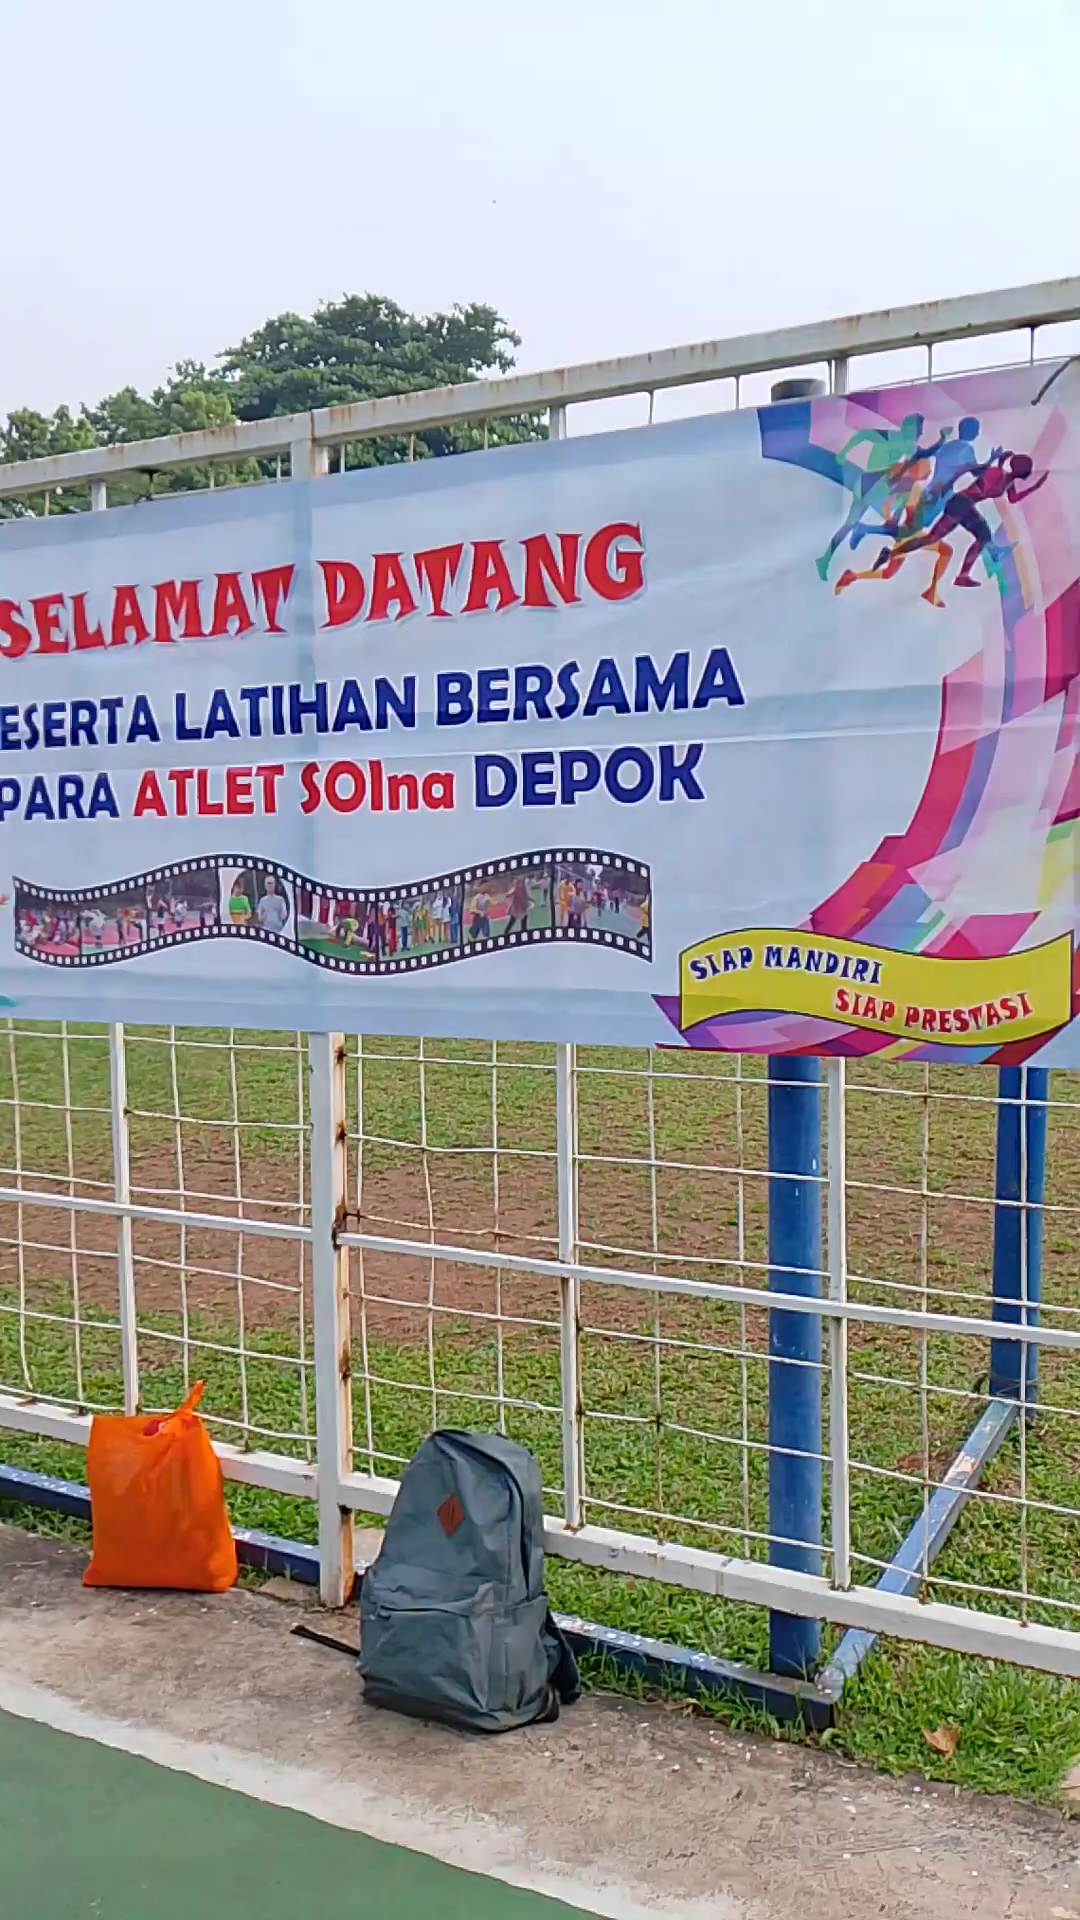 SELAMAT DATANG
ESERTA LATIHAN BERSAMA
PARA ATLET SOIna DEPOK
SIAP MANDIRI
SIAP PRESTASI